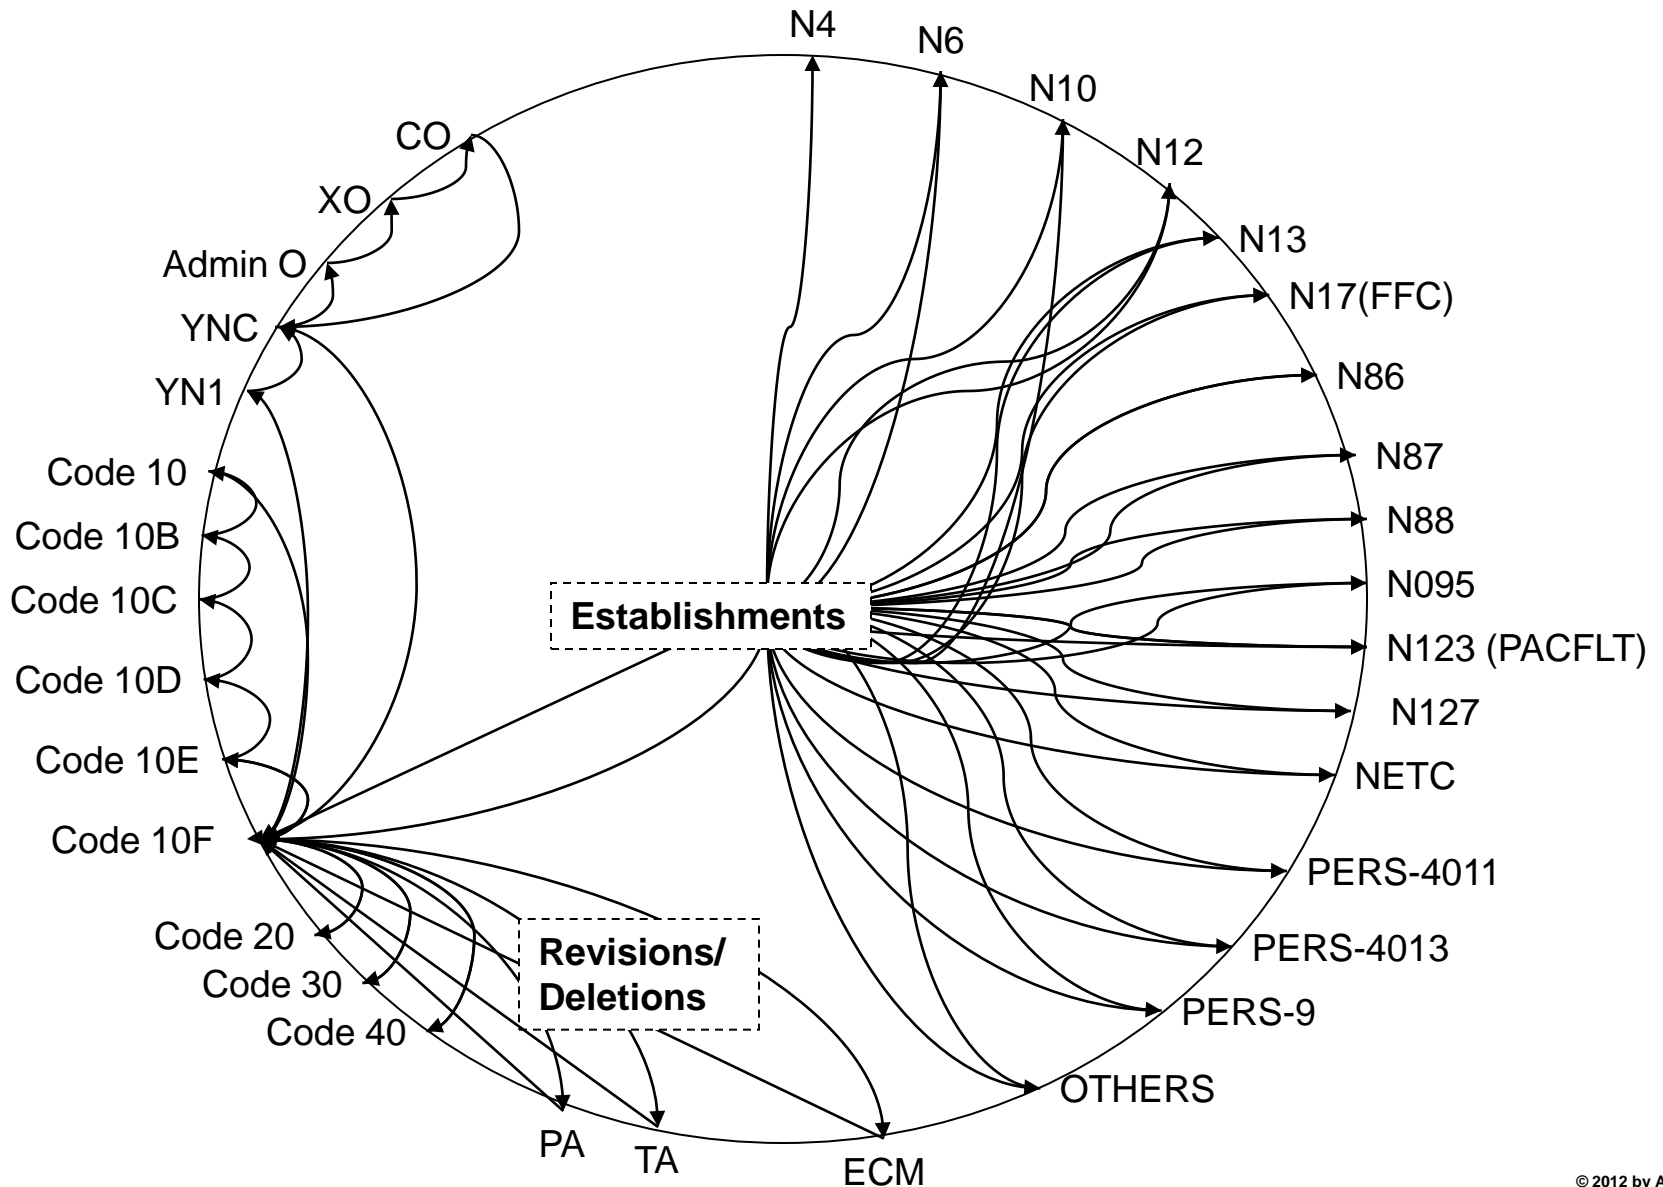 N4
N6
N10
N12
N13
N17(FFC)
N86
N87
N88
N095
N123 (PACFLT)
N127
NETC
PERS-4011
PERS-4013
PERS-9
OTHERS
ECM
TA
PA
Code 40
Code 30
Code 20
Code 10F
Code 10E
Code 10D
Code 10C
Code 10B
Code 10
YN1
YNC
Admin O
XO
CO
Establishments
Revisions/
Deletions
© 2012 by A